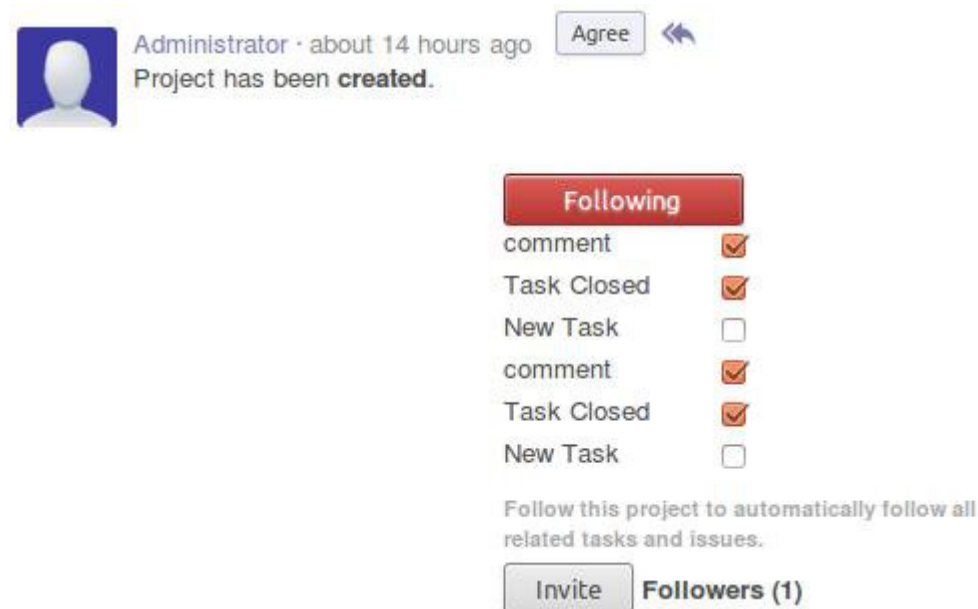 Administrator · about 14 hours ago Agree
Project has been created.
Following
comment
Task Closed
New Task
comment
Task Closed
New Task
Follow this project to automatically follow all
related tasks and issues.
Invite Followers (1)